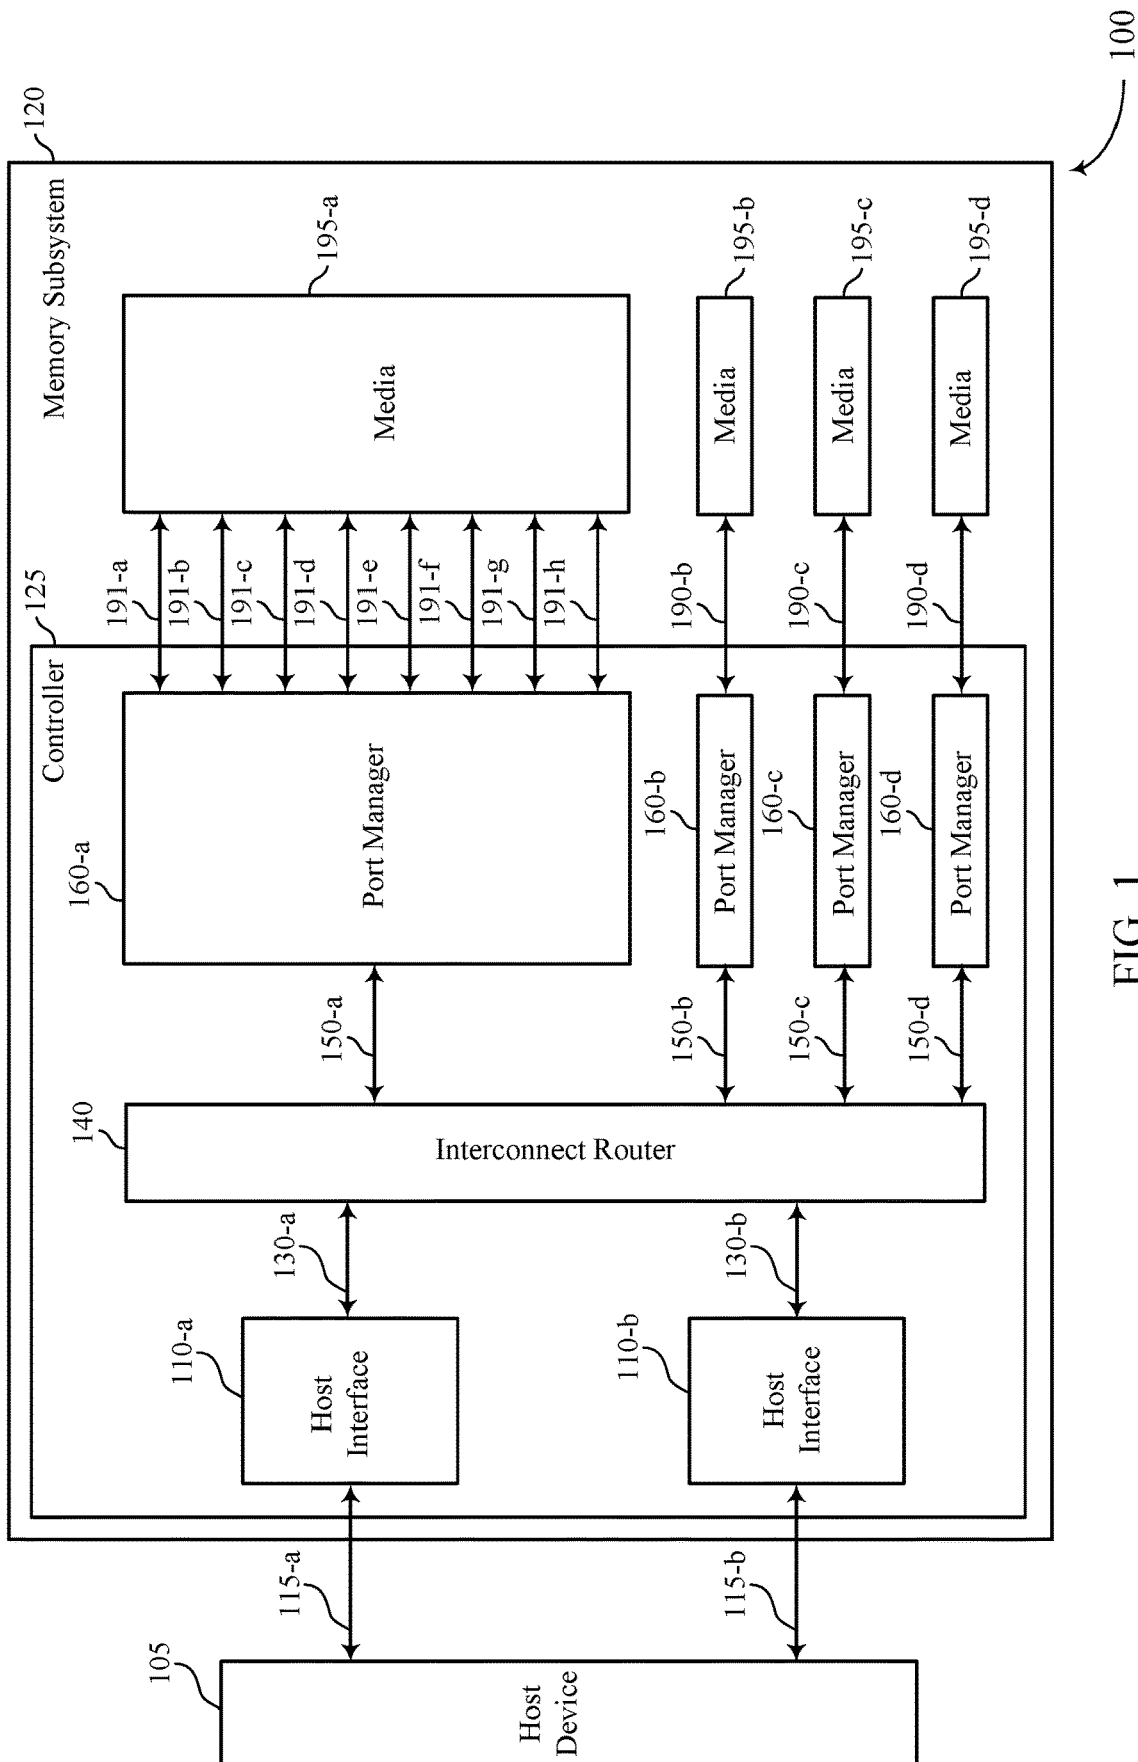 100
120
Memory Subsystem
125
Controller
105
Host
Device
115-a
115-b
110-a
Host
Interface
110-b
Host
Interface
130-a
130-b
140
Interconnect Router
150-a
150-b
150-c
150-d
160-a
Port Manager
160-b
Port Manager
160-c
Port Manager
160-d
Port Manager
191-a
191-b
191-c
191-d
191-e
191-f
191-g
191-h
190-b
190-c
190-d
195-a
Media
195-b
Media
195-c
Media
195-d
Media
FIG. 1